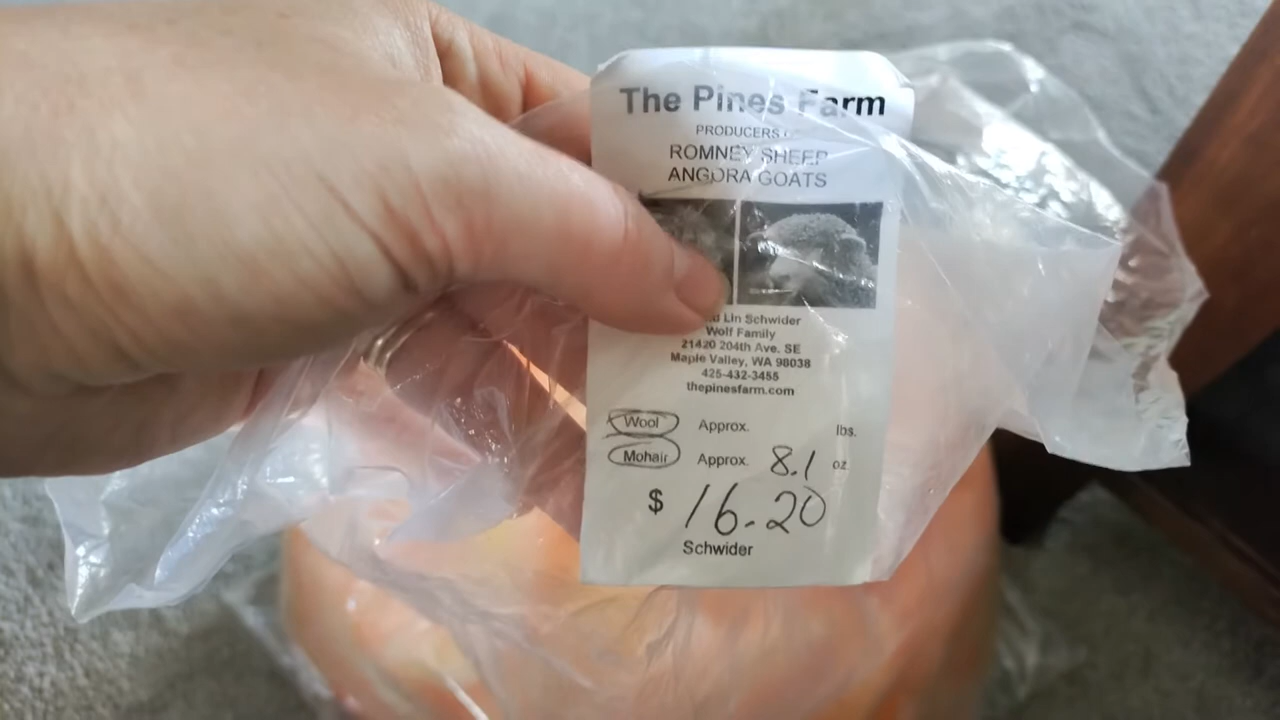 The Pines Farm
PRODUCERS
ROMNEY SHEEP
ANGORA GOATS
Lin Schwider
Wolf Family
21420 204th Ave. SE
Maple Valley, WA 98038
425-432-3455
thepinesfarm.com
Wool Approx. lbs.
Mohair Approx. 8.1 oz.
$ 16.20
Schwider